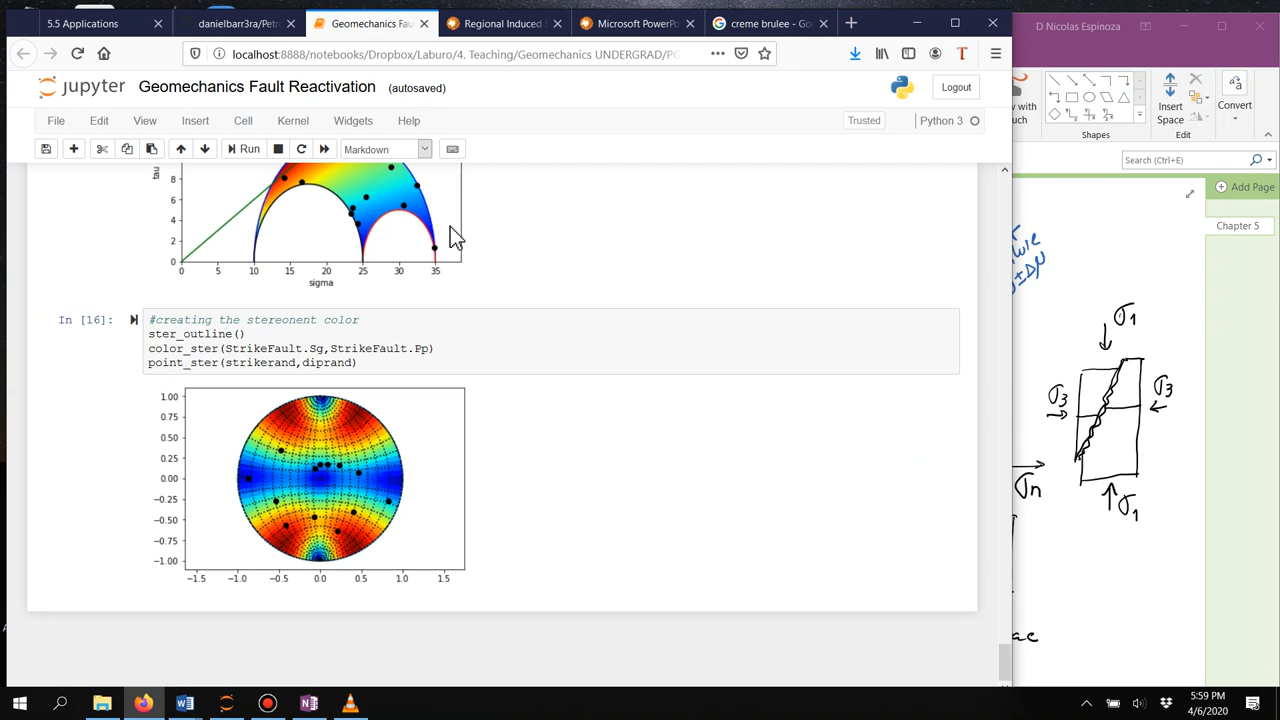 5.5 Applications
danielbarr3ra/Petr
Geomechanics Fau
Regional Induced S
Microsoft PowerPo
creme brulee - Go
D Nicolas Espinoza
localhost:8888/notebooks/Dropbox/Laburo/4. Teaching/Geomechanics UNDERGRAD/PG
jupyter
Geomechanics Fault Reactivation (autosaved)
Logout
File Edit View Insert Cell Kernel Widgets Help
Trusted
Python 3
Run
Markdown
Insert Space
Convert
Shapes
Edit
Search (Ctrl+E)
Add Page
Chapter 5
tau
8
6
4
2
0
0 5 10 15 20 25 30 35
sigma
In [16]:
#creating the stereonent color
ster_outline()
color_ster(StrikeFault.Sg,StrikeFault.Pp)
point_ster(strikerand,diprand)
1.00
0.75
0.50
0.25
0.00
−0.25
−0.50
−0.75
−1.00
−1.5 −1.0 −0.5 0.0 0.5 1.0 1.5
σ1
σ3
σ3
σn
σ1
5:59 PM
4/6/2020